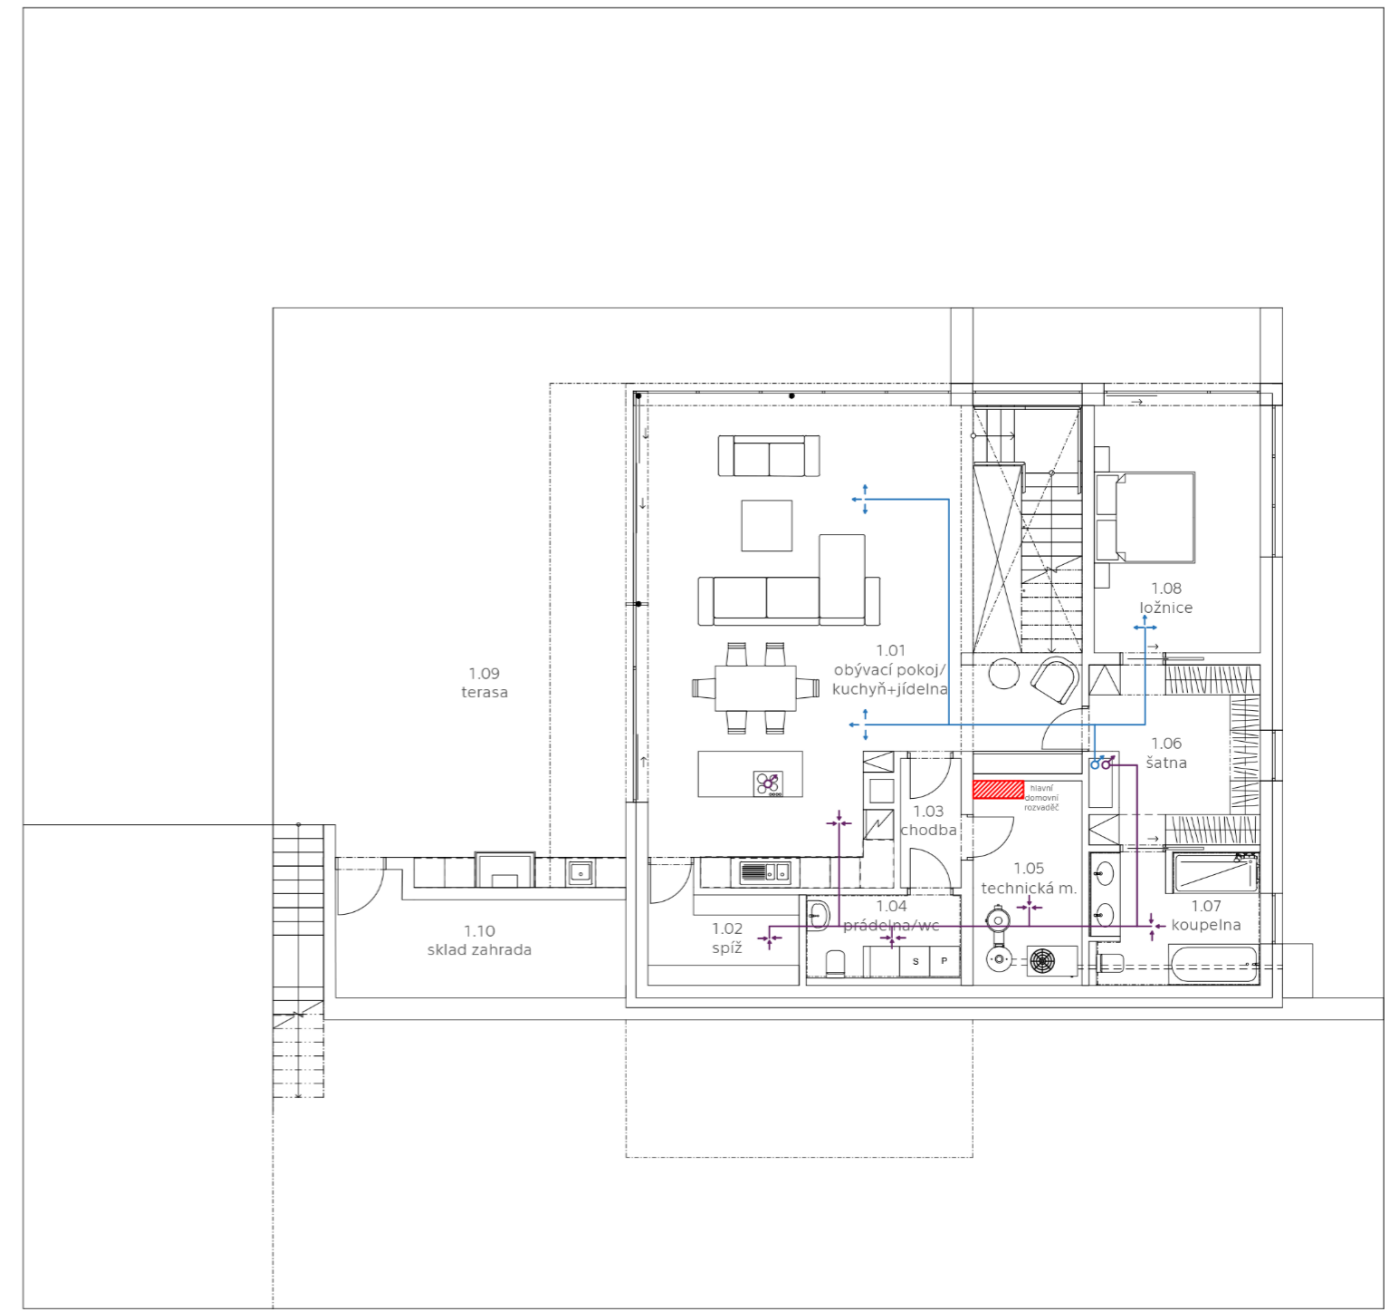 1.08
ložnice
1.01
obývací pokoj/
kuchyň+jídelna
1.09
terasa
1.06
šatna
hlavní
domovní
rozvaděč
1.03
chodba
1.05
technická m.
1.04
prádelna/wc
1.07
koupelna
1.02
spíž
1.10
sklad zahrada
S P